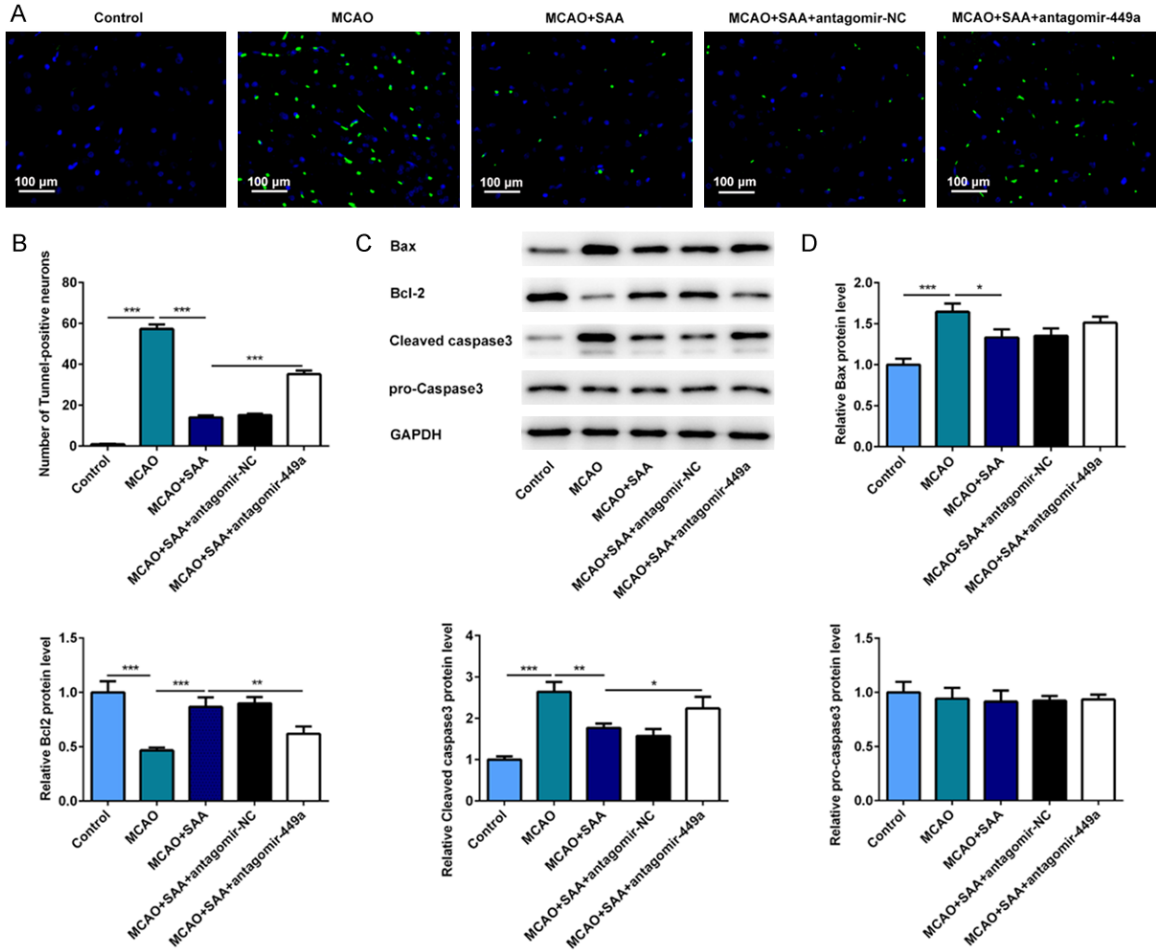 A
Control
MCAO
MCAO+SAA
MCAO+SAA+antagomir-NC
MCAO+SAA+antagomir-449a
100 μm
100 μm
100 μm
100 μm
100 μm
B
Number of Tunnel-positive neurons
80
60
40
20
0
***
***
***
Control
MCAO
MCAO+SAA
MCAO+SAA+antagomir-NC
MCAO+SAA+antagomir-449a
C
Bax
Bcl-2
Cleaved caspase3
pro-Caspase3
GAPDH
Control
MCAO
MCAO+SAA
MCAO+SAA+antagomir-NC
MCAO+SAA+antagomir-449a
D
Relative Bax protein level
2.0
1.5
1.0
0.5
0.0
***
*
Control
MCAO
MCAO+SAA
MCAO+SAA+antagomir-NC
MCAO+SAA+antagomir-449a
Relative Bcl2 protein level
1.5
1.0
0.5
0.0
***
***
**
Control
MCAO
MCAO+SAA
MCAO+SAA+antagomir-NC
MCAO+SAA+antagomir-449a
Relative Cleaved caspase3 protein level
4
3
2
1
0
***
**
*
Control
MCAO
MCAO+SAA
MCAO+SAA+antagomir-NC
MCAO+SAA+antagomir-449a
Relative pro-caspase3 protein level
1.5
1.0
0.5
0.0
Control
MCAO
MCAO+SAA
MCAO+SAA+antagomir-NC
MCAO+SAA+antagomir-449a